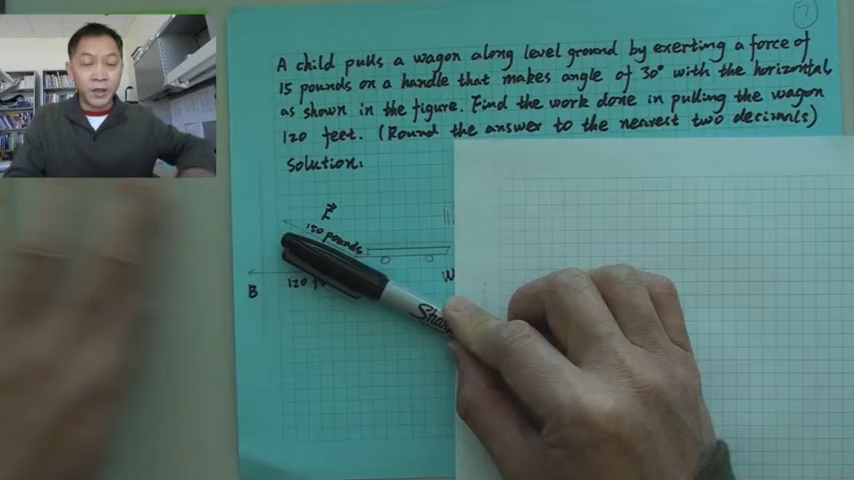 A child pulls a wagon along level ground by exerting a force of
15 pounds on a handle that makes angle of 30° with the horizontal,
as shown in the figure. Find the work done in pulling the wagon
120 feet. (Round the answer to the nearest two decimals)
solution:
F
150 pounds
120
B
W
Sharp